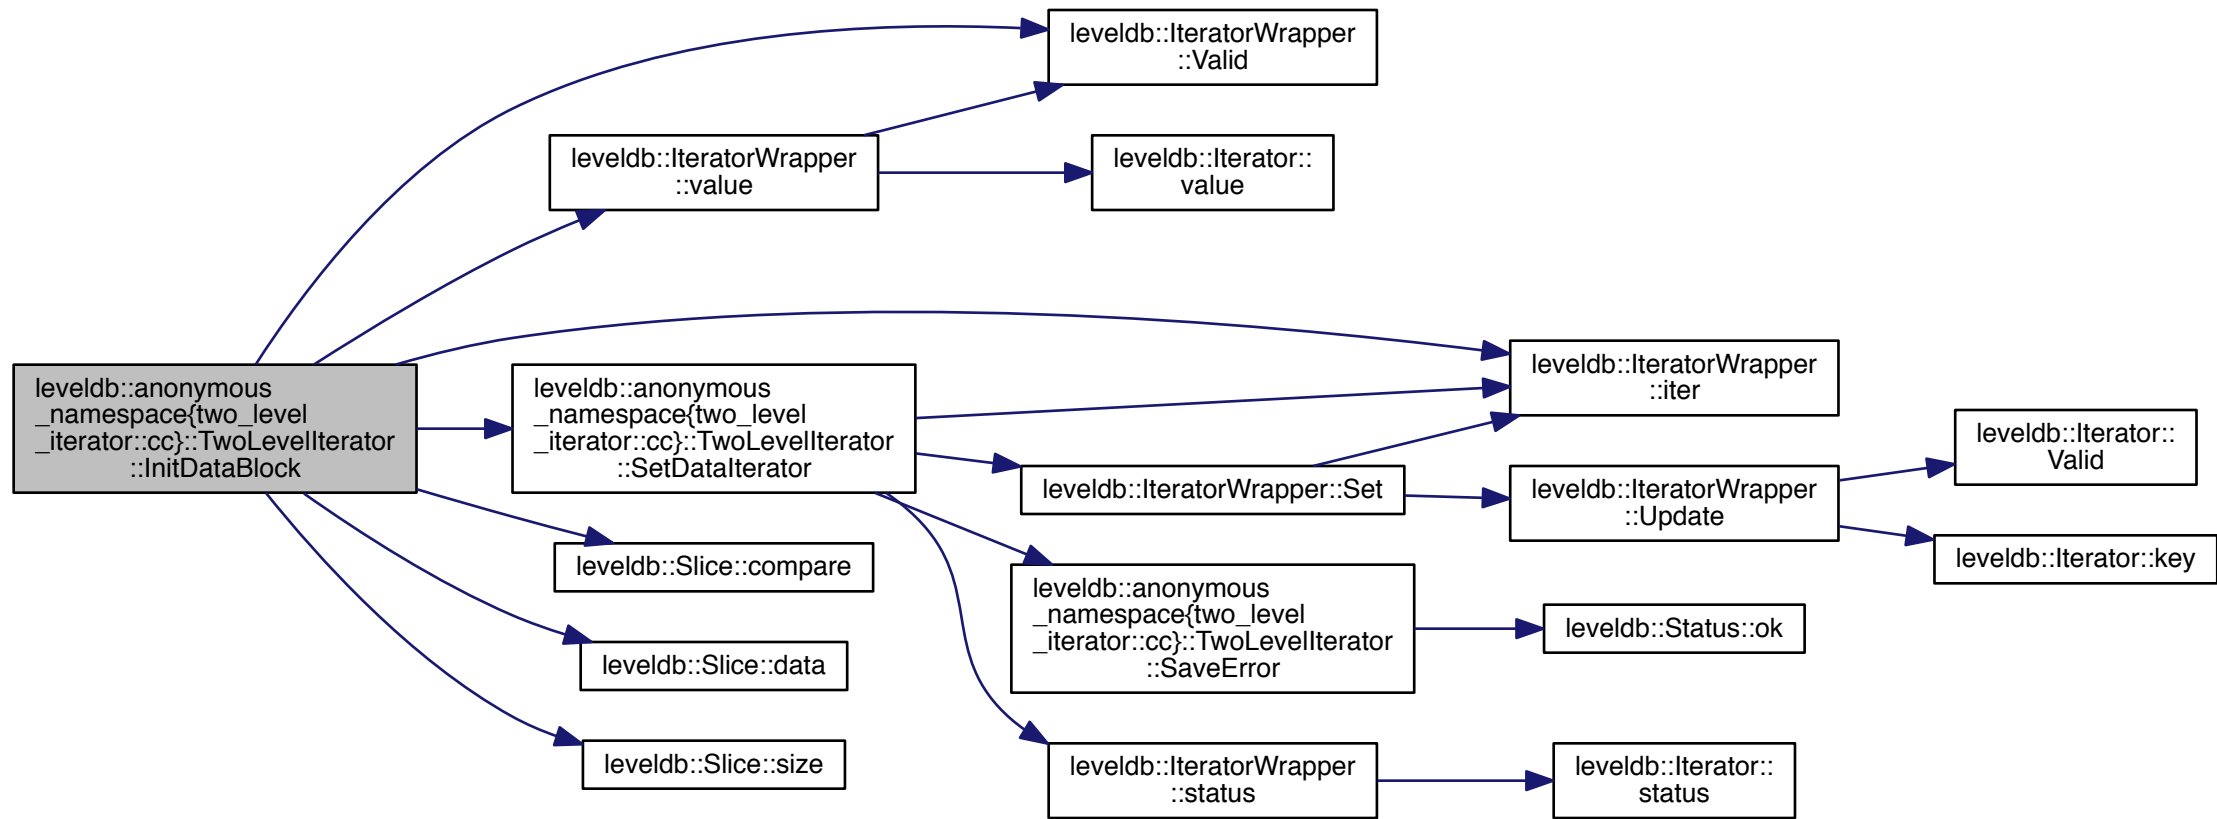 leveldb::IteratorWrapper
::Valid
leveldb::IteratorWrapper
::value
leveldb::Iterator::
value
leveldb::anonymous
_namespace{two_level
_iterator::cc}::TwoLevelIterator
::InitDataBlock
leveldb::anonymous
_namespace{two_level
_iterator::cc}::TwoLevelIterator
::SetDataIterator
leveldb::IteratorWrapper
::iter
leveldb::IteratorWrapper::Set
leveldb::IteratorWrapper
::Update
leveldb::Iterator::
Valid
leveldb::Iterator::key
leveldb::Slice::compare
leveldb::anonymous
_namespace{two_level
_iterator::cc}::TwoLevelIterator
::SaveError
leveldb::Status::ok
leveldb::Slice::data
leveldb::Slice::size
leveldb::IteratorWrapper
::status
leveldb::Iterator::
status